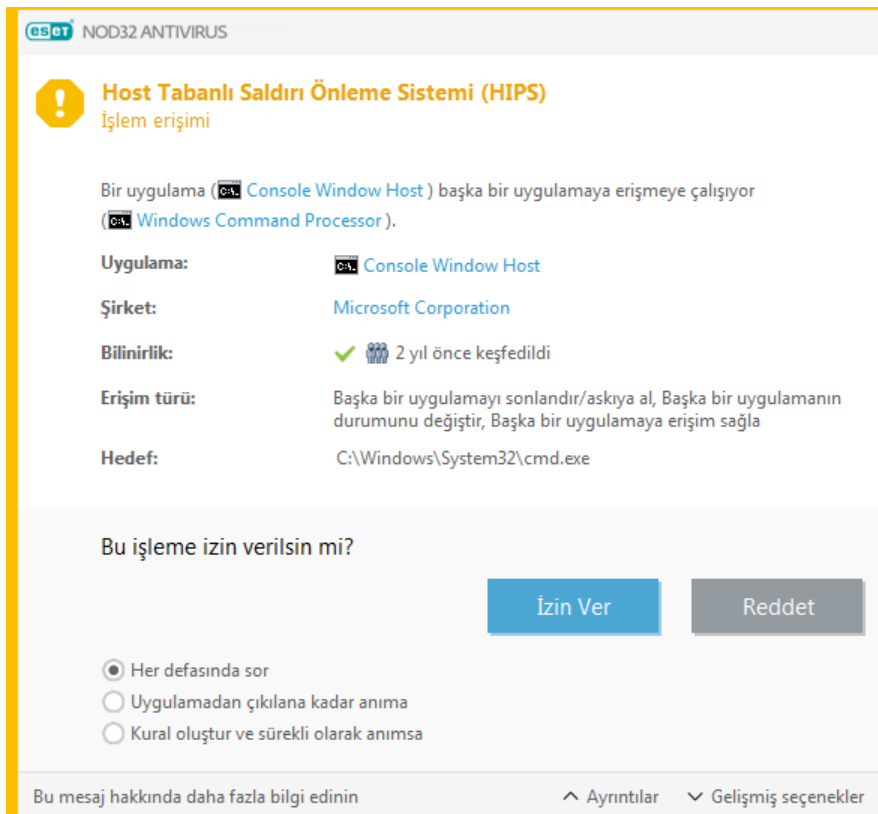 eset NOD32 ANTIVIRUS
Host Tabanlı Saldırı Önleme Sistemi (HIPS)
İşlem erişimi
Bir uygulama ( Console Window Host ) başka bir uygulamaya erişmeye çalışıyor
( Windows Command Processor ).
Uygulama: Console Window Host
Şirket: Microsoft Corporation
Bilinirlik: 2 yıl önce keşfedildi
Erişim türü: Başka bir uygulamayı sonlandır/askıya al, Başka bir uygulamanın
durumunu değiştir, Başka bir uygulamaya erişim sağla
Hedef: C:\Windows\System32\cmd.exe
Bu işleme izin verilsin mi?
İzin Ver Reddet
Her defasında sor
Uygulamadan çıkılana kadar anıma
Kural oluştur ve sürekli olarak anımsa
Bu mesaj hakkında daha fazla bilgi edinin Ayrıntılar Gelişmiş seçenekler